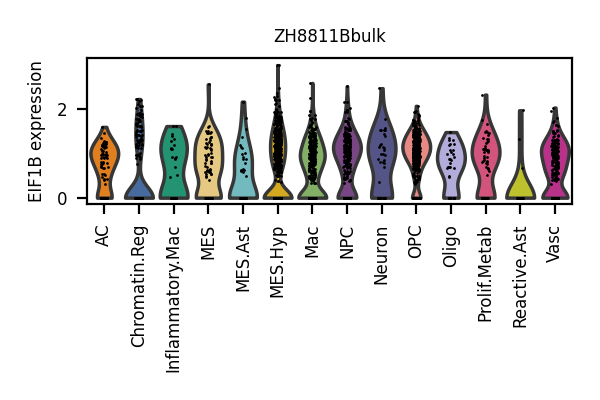 ZH8811Bbulk
EIF1B expression
2
0
AC
Chromatin.Reg
Inflammatory.Mac
MES
MES.Ast
MES.Hyp
Mac
NPC
Neuron
OPC
Oligo
Prolif.Metab
Reactive.Ast
Vasc